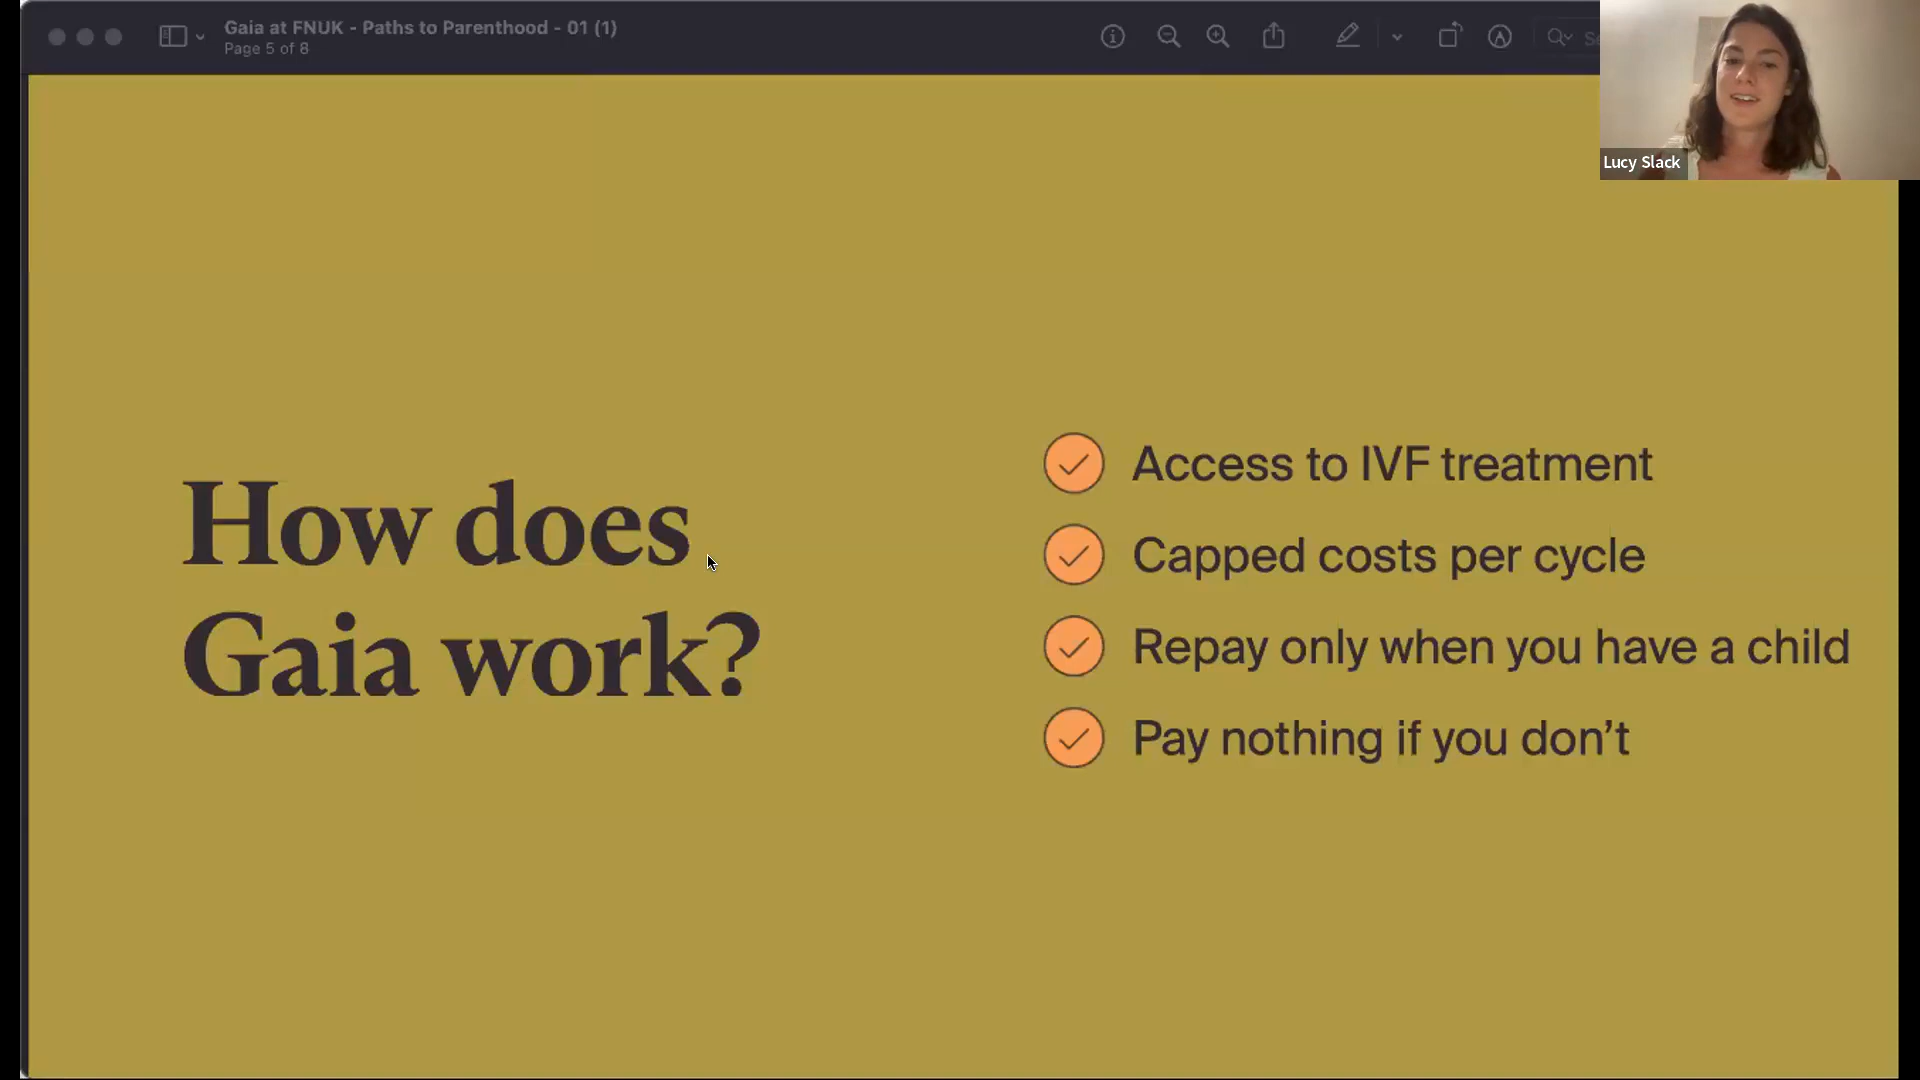 Gaia at FNUK - Paths to Parenthood - 01 (1)
Page 5 of 8
Lucy Slack
How does
Gaia work?
Access to IVF treatment
Capped costs per cycle
Repay only when you have a child
Pay nothing if you don’t